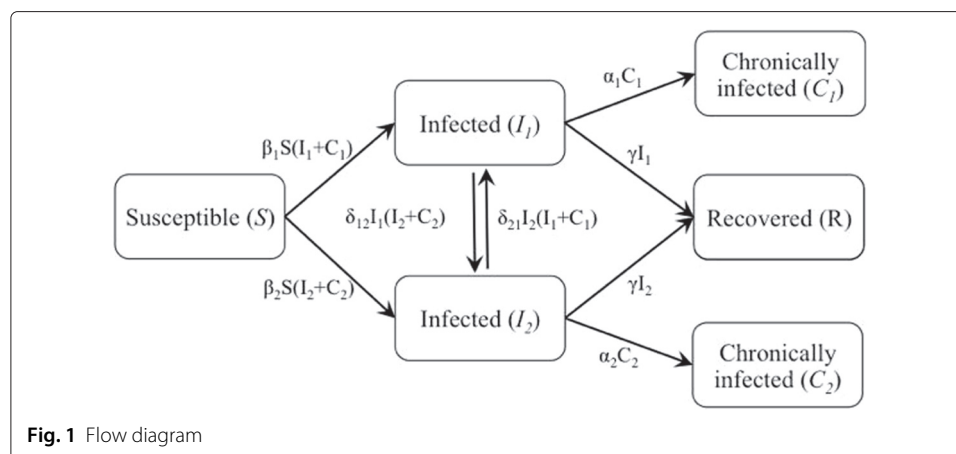 Chronically
infected (C₁)
α₁C₁
Infected (I₁)
β₁S(I₁+C₁)
γI₁
Susceptible (S)
δ₁₂I₁(I₂+C₂)
δ₂₁I₂(I₁+C₁)
Recovered (R)
β₂S(I₂+C₂)
γI₂
Infected (I₂)
α₂C₂
Chronically
infected (C₂)
Fig. 1 Flow diagram